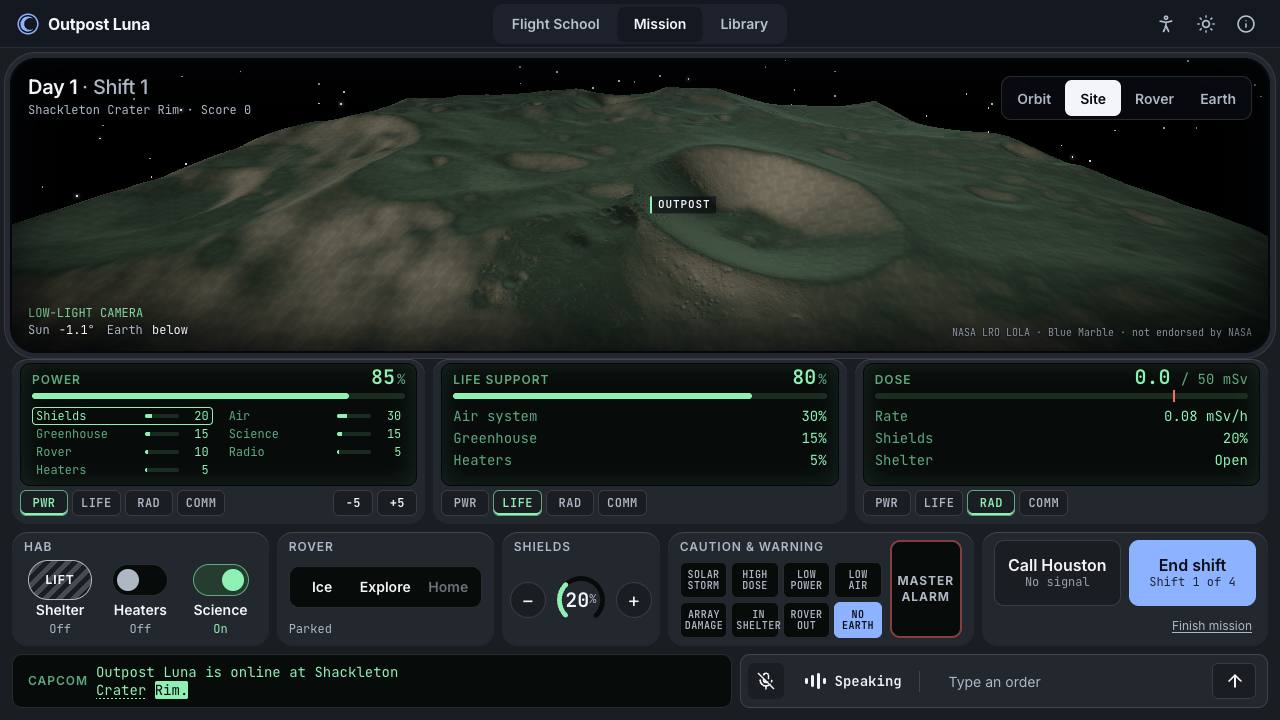 Outpost Luna
Flight School
Mission
Library
Day 1 · Shift 1
Shackleton Crater Rim · Score 0
Orbit
Site
Rover
Earth
OUTPOST
LOW-LIGHT CAMERA
Sun -1.1° Earth below
NASA LRO LOLA · Blue Marble · not endorsed by NASA
POWER 85%
Shields 20
Air 30
Greenhouse 15
Science 15
Rover 10
Radio 5
Heaters 5
PWR LIFE RAD COMM -5 +5
LIFE SUPPORT 80%
Air system 30%
Greenhouse 15%
Heaters 5%
PWR LIFE RAD COMM
DOSE 0.0 / 50 mSv
Rate 0.08 mSv/h
Shields 20%
Shelter Open
PWR LIFE RAD COMM
HAB
LIFT
Shelter Heaters Science
Off Off On
ROVER
Ice Explore Home
Parked
SHIELDS
− 20% +
CAUTION & WARNING
SOLAR STORM
HIGH DOSE
LOW POWER
LOW AIR
ARRAY DAMAGE
IN SHELTER
ROVER OUT
NO EARTH
MASTER ALARM
Call Houston
No signal
End shift
Shift 1 of 4
Finish mission
CAPCOM
Outpost Luna is online at Shackleton
Crater Rim.
Speaking
Type an order